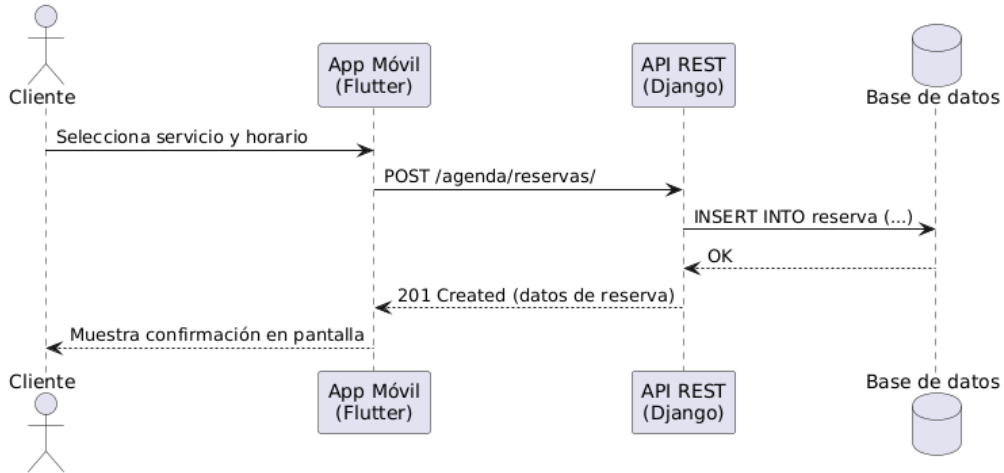 Cliente
App Móvil
(Flutter)
API REST
(Django)
Base de datos
Selecciona servicio y horario
POST /agenda/reservas/
INSERT INTO reserva (...)
OK
201 Created (datos de reserva)
Muestra confirmación en pantalla
Cliente
App Móvil
(Flutter)
API REST
(Django)
Base de datos